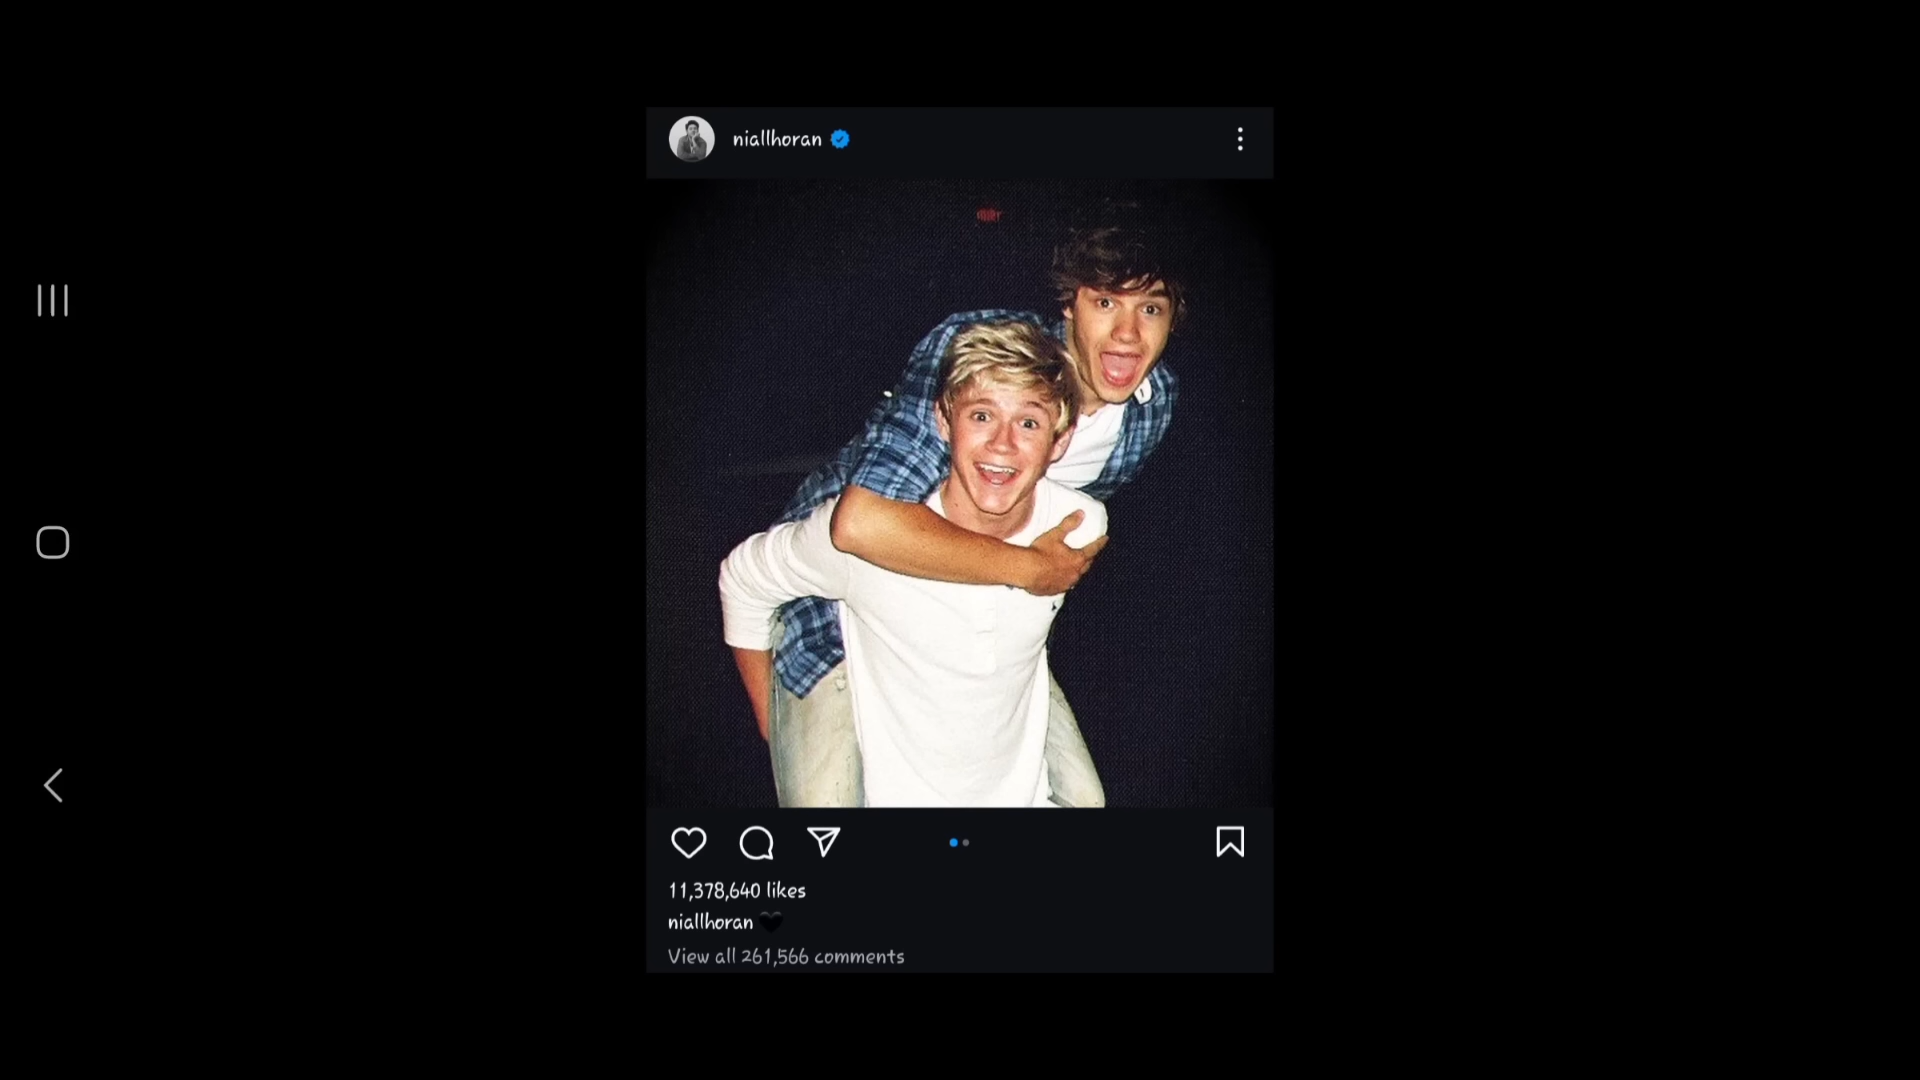 niallhoran
11,378,640 likes
niallhoran 🖤
View all 261,566 comments